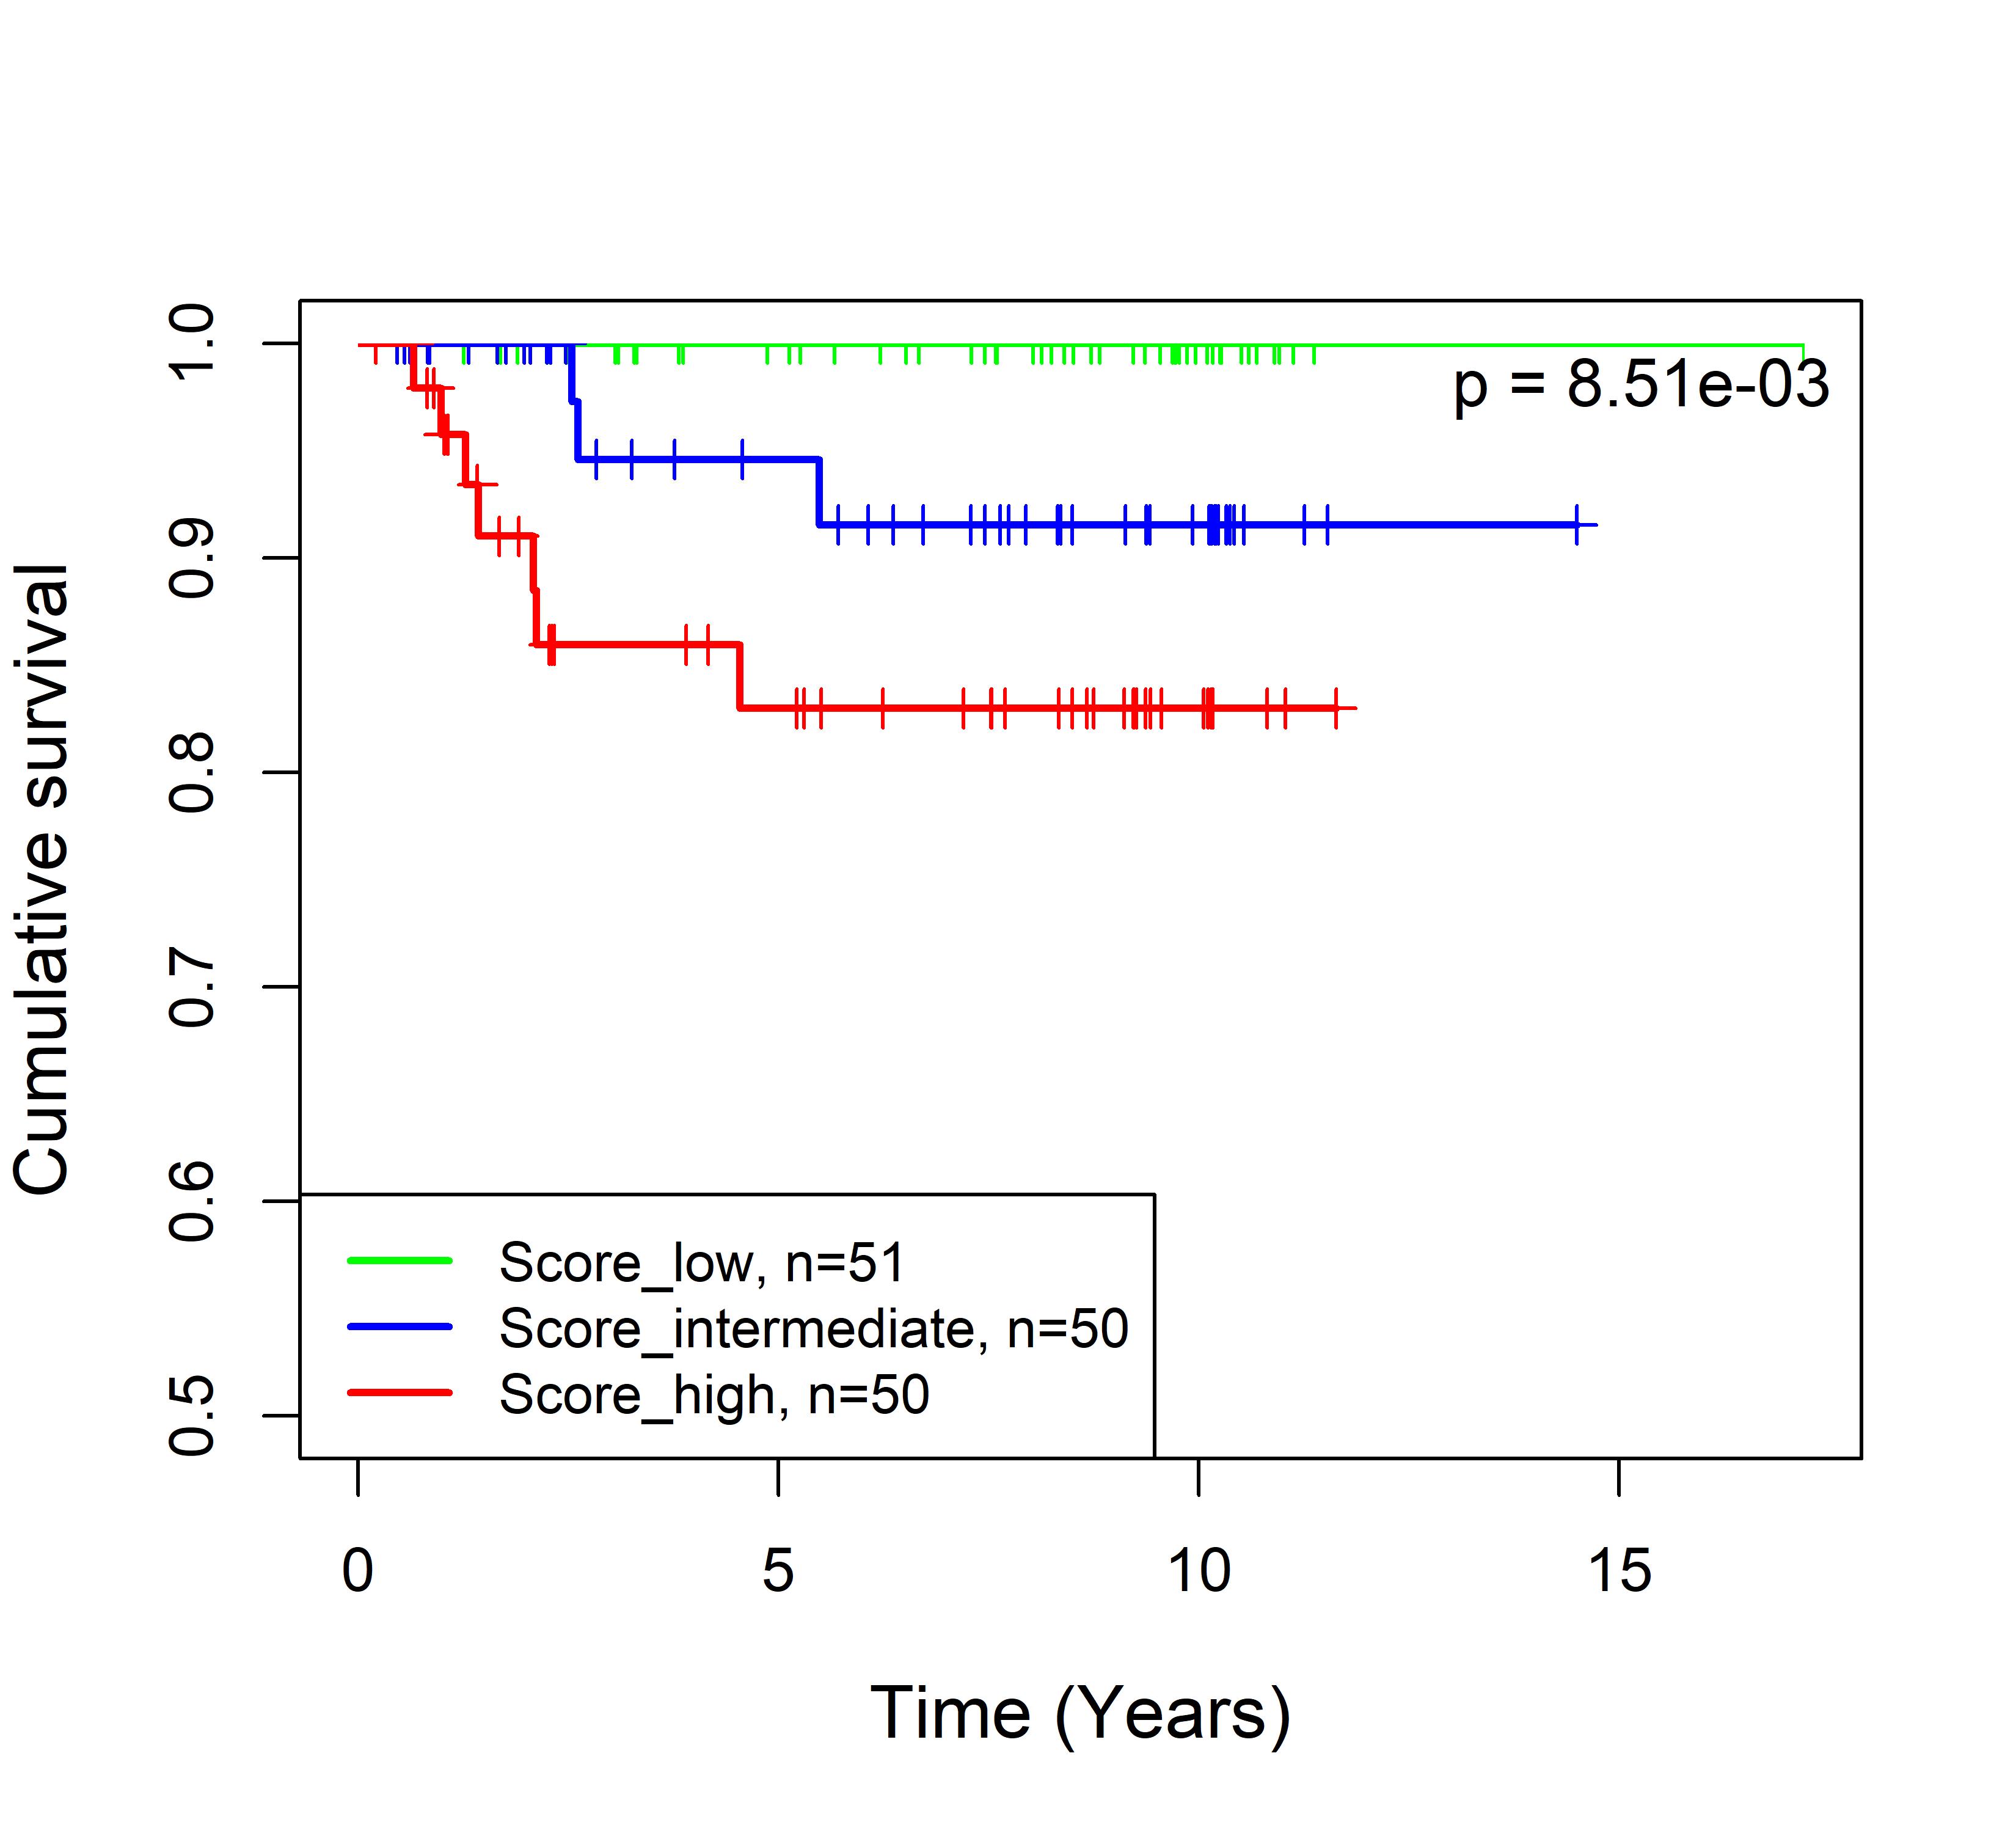 Cumulative survival
1.0
0.9
0.8
0.7
0.6
0.5
p = 8.51e-03
Score_low, n=51
Score_intermediate, n=50
Score_high, n=50
0 5 10 15
Time (Years)